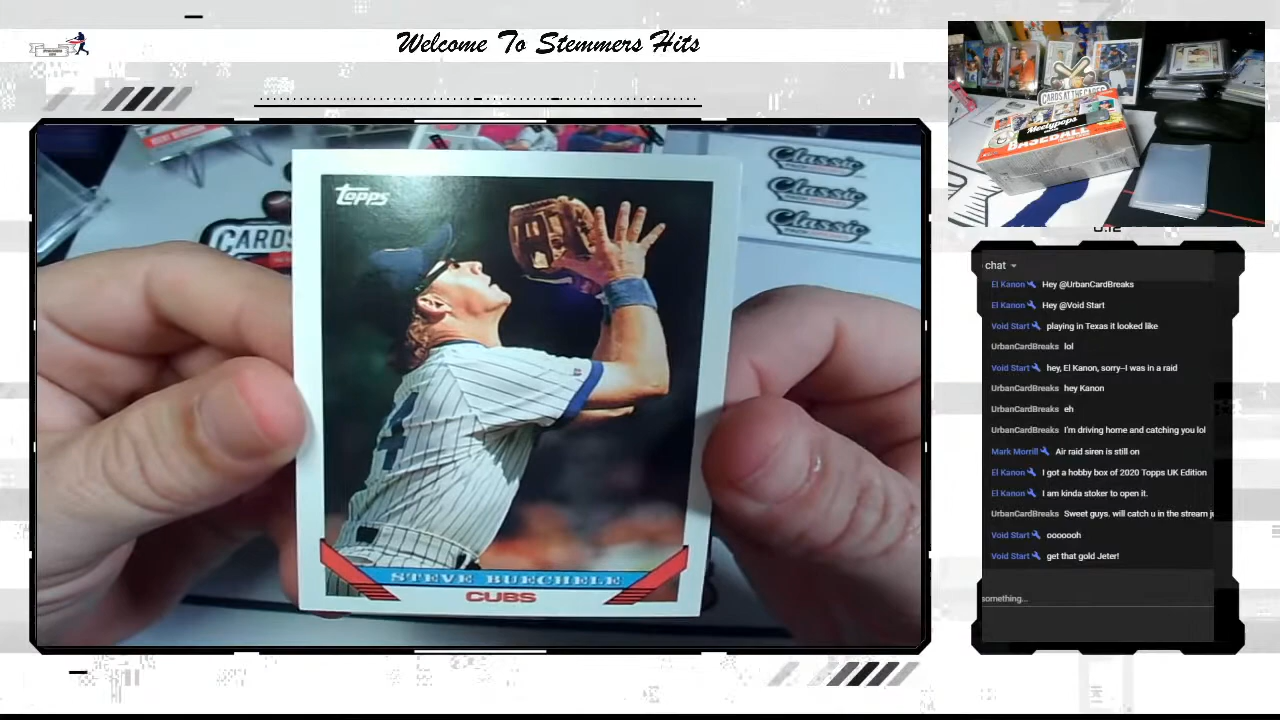 Welcome To Stemmers Hits
CARDS AT THE CAPES
Meetypops
BASEBALL
Classic
Classic
Classic
CARDS
Topps
STEVE BUECHELE
CUBS
chat
El Kanon Hey @UrbanCardBreaks
El Kanon Hey @Void Start
Void Start playing in Texas it looked like
UrbanCardBreaks lol
Void Start hey, El Kanon, sorry--I was in a raid
UrbanCardBreaks hey Kanon
UrbanCardBreaks eh
UrbanCardBreaks I'm driving home and catching you lol
Mark Morrill Air raid siren is still on
El Kanon I got a hobby box of 2020 Topps UK Edition
El Kanon I am kinda stoker to open it.
UrbanCardBreaks Sweet guys. will catch u in the stream
Void Start ooooooh
Void Start get that gold Jeter!
something...